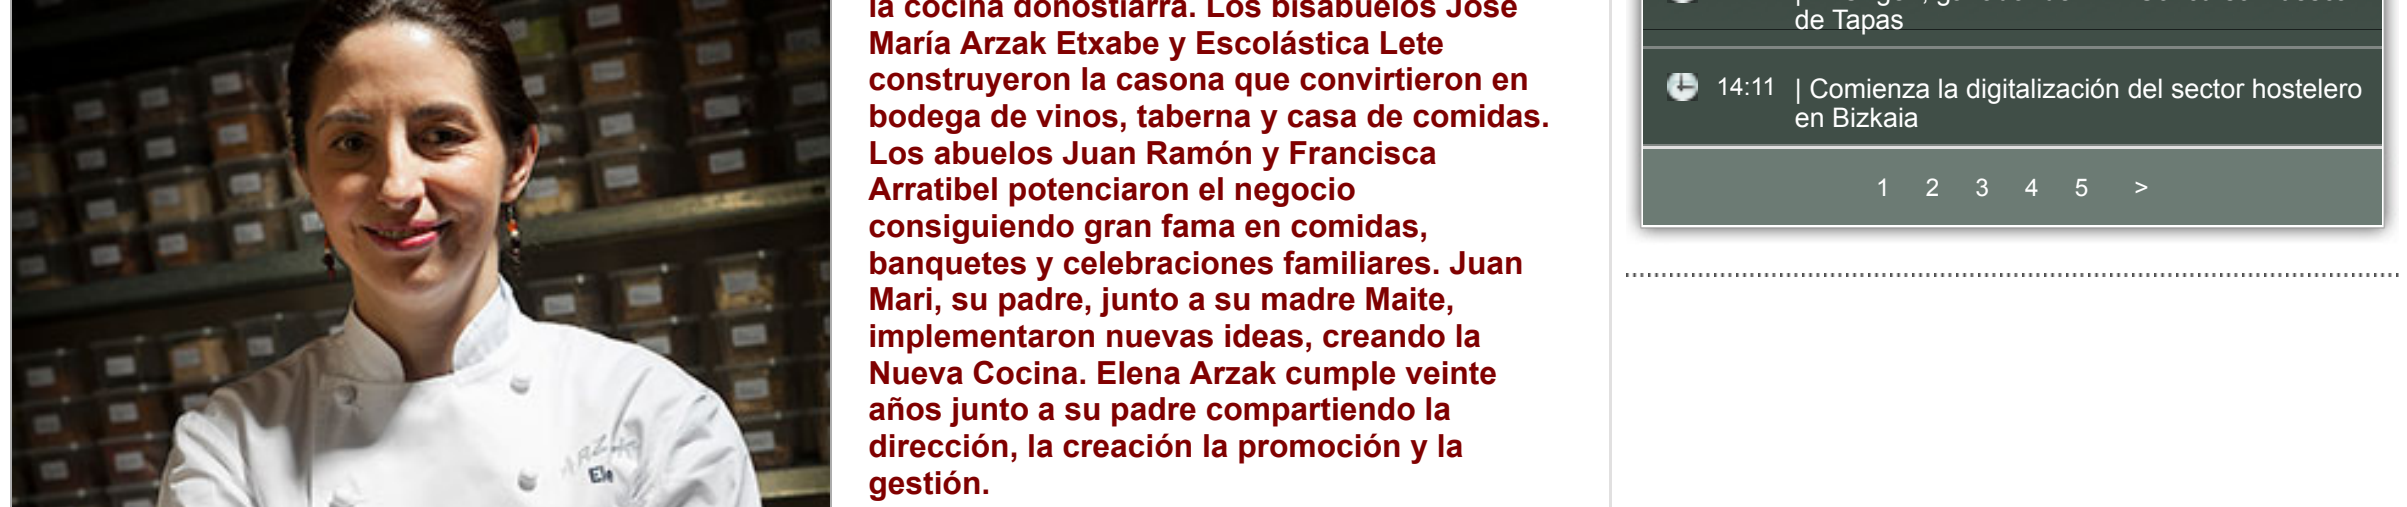 la cocina donostiarra. Los bisabuelos José
María Arzak Etxabe y Escolástica Lete
construyeron la casona que convirtieron en
bodega de vinos, taberna y casa de comidas.
Los abuelos Juan Ramón y Francisca
Arratibel potenciaron el negocio
consiguiendo gran fama en comidas,
banquetes y celebraciones familiares. Juan
Mari, su padre, junto a su madre Maite,
implementaron nuevas ideas, creando la
Nueva Cocina. Elena Arzak cumple veinte
años junto a su padre compartiendo la
dirección, la creación la promoción y la
gestión.
ARZAK
de Tapas
14:11 | Comienza la digitalización del sector hostelero
en Bizkaia
1 2 3 4 5 >